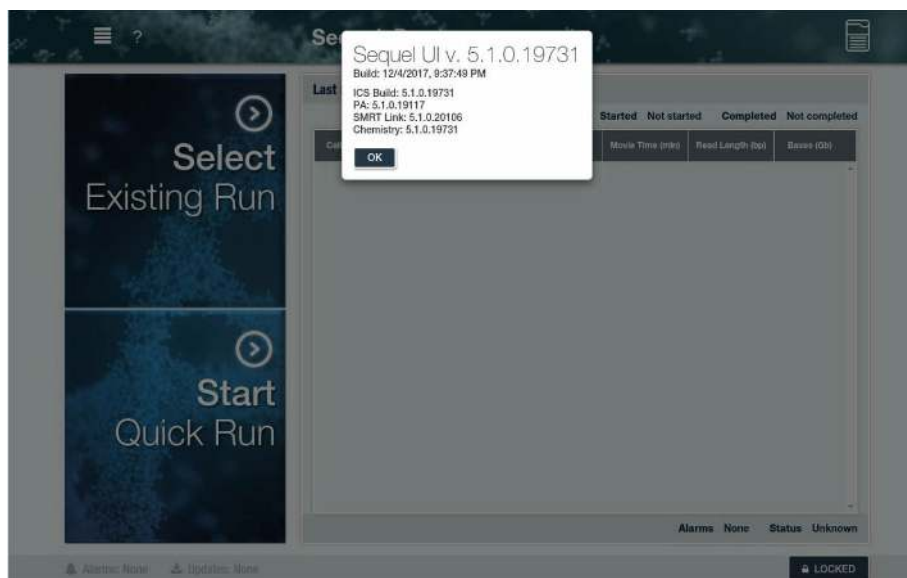 ?
Se
Sequel UI v. 5.1.0.19731
Build: 12/4/2017, 9:37:49 PM
ICS Build: 5.1.0.19731
PA: 5.1.0.19117
SMRT Link: 5.1.0.20106
Chemistry: 5.1.0.19731
OK
Last
Started Not started Completed Not completed
Movie Time (min) Read Length (bp) Bases (Gb)
Select
Existing Run
Start
Quick Run
Alarms None Status Unknown
Alarms: None Updates: None
LOCKED